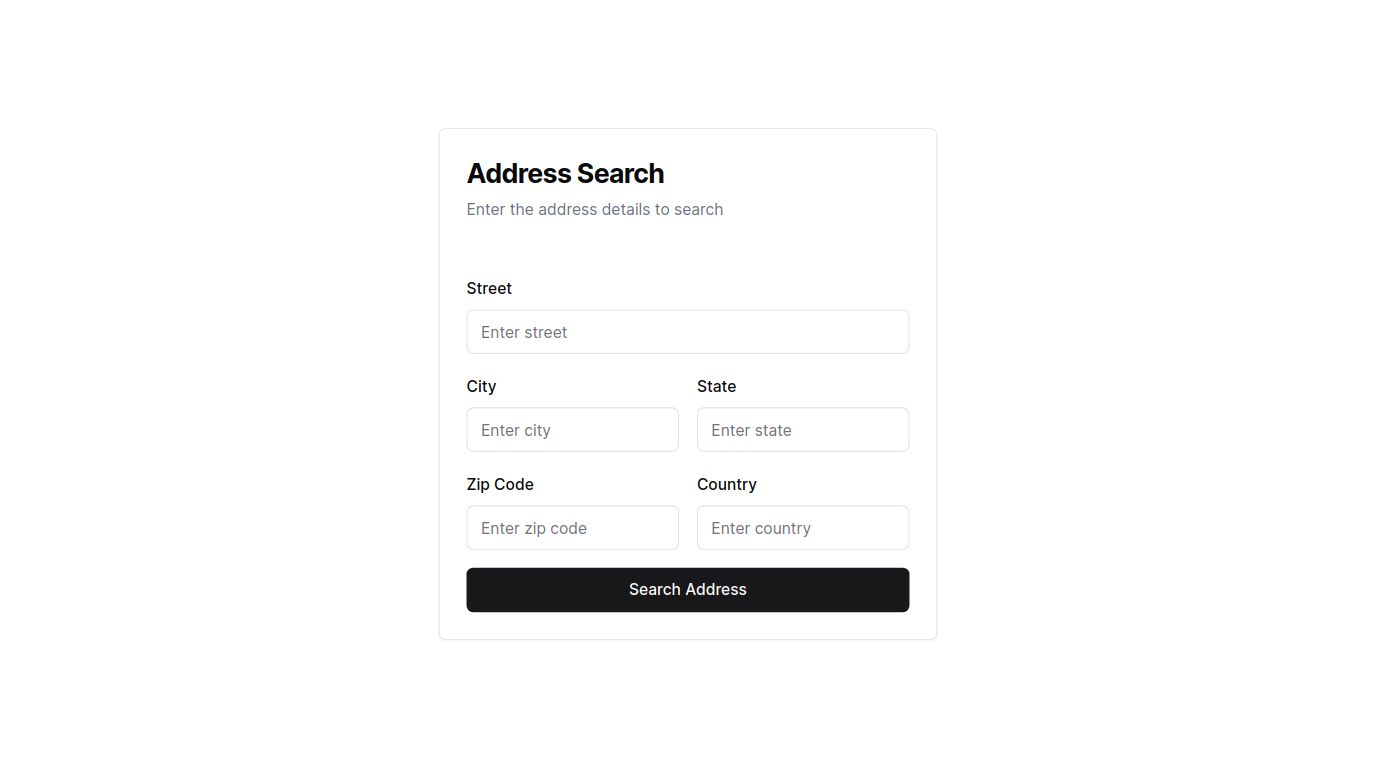 Address Search
Enter the address details to search
Street
Enter street
City
State
Enter city
Enter state
Zip Code
Country
Enter zip code
Enter country
Search Address